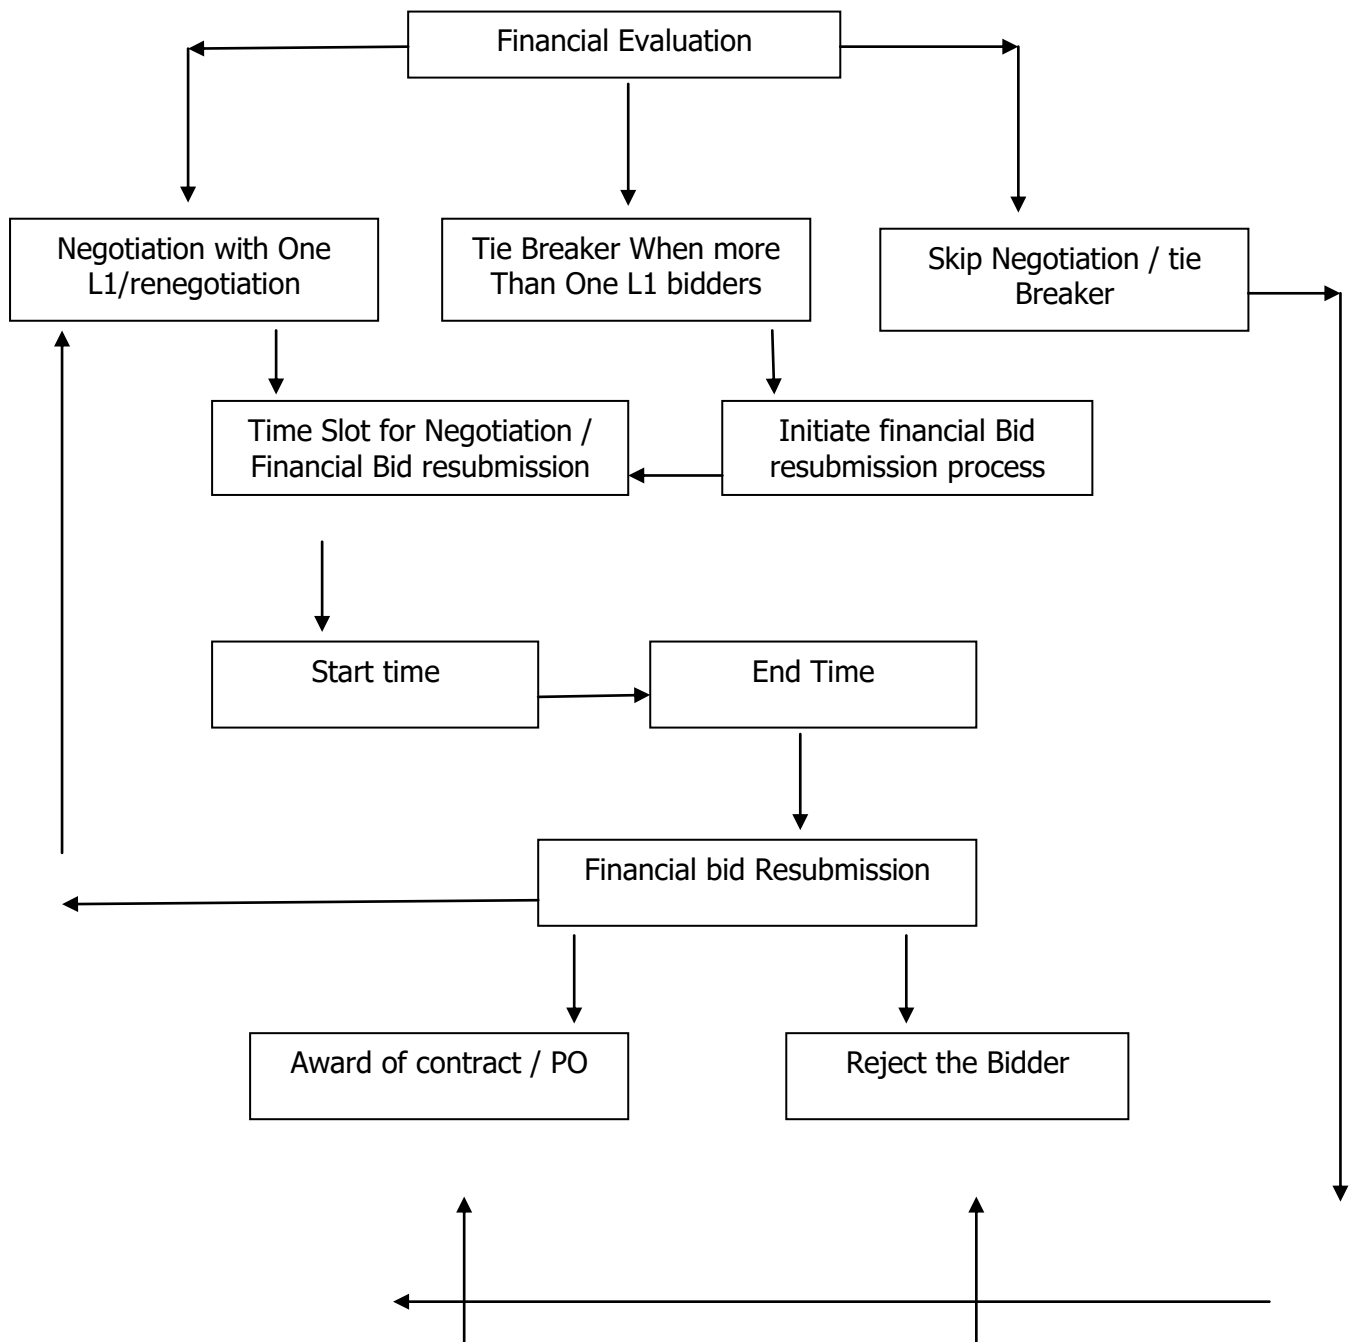 Financial Evaluation
Negotiation with One
L1/renegotiation
Tie Breaker When more
Than One L1 bidders
Skip Negotiation / tie
Breaker
Time Slot for Negotiation /
Financial Bid resubmission
Initiate financial Bid
resubmission process
Start time
End Time
Financial bid Resubmission
Award of contract / PO
Reject the Bidder